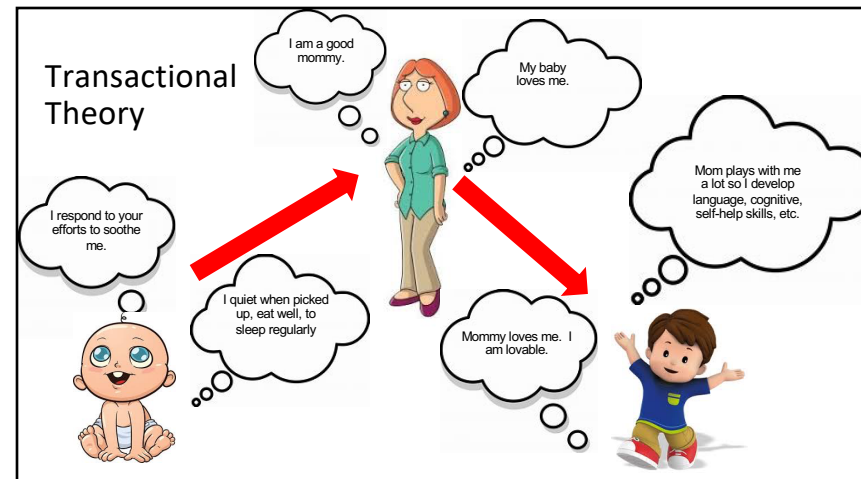 Transactional
Theory
I am a good
mommy.
My baby
loves me.
Mom plays with me
a lot so I develop
language, cognitive,
self-help skills, etc.
I respond to your
efforts to soothe
me.
I quiet when picked
up, eat well, to
sleep regularly
Mommy loves me.  I
am lovable.